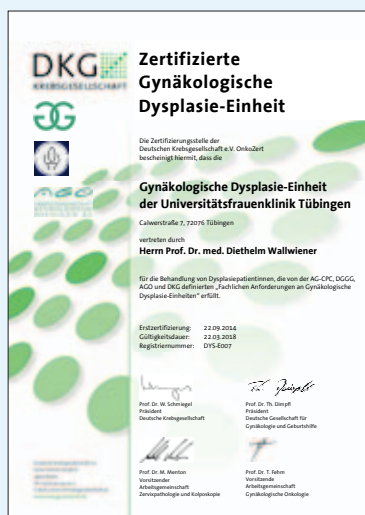 DKG
KREBSGESELLSCHAFT
Zertifizierte
Gynäkologische
Dysplasie-Einheit
Die Zertifizierungsstelle der
Deutschen Krebsgesellschaft e.V. OnkoZert
bescheinigt hiermit, dass die
Gynäkologische Dysplasie-Einheit
der Universitätsfrauenklinik Tübingen
Calwerstraße 7, 72076 Tübingen
vertreten durch
Herrn Prof. Dr. med. Diethelm Wallwiener
für die Behandlung von Dysplasiepatientinnen, die von der AG-CPC, DGGG,
AGO und DKG definierten „Fachlichen Anforderungen an Gynäkologische
Dysplasie-Einheiten“ erfüllt.
Erstzertifizierung: 22.09.2014
Gültigkeitsdauer: 22.03.2018
Registriernummer: DYS-E007
Prof. Dr. W. Schmiegel
Präsident
Deutsche Krebsgesellschaft
Prof. Dr. Th. Dimpfl
Präsident
Deutsche Gesellschaft für
Gynäkologie und Geburtshilfe
Prof. Dr. M. Menton
Vorsitzender
Arbeitsgemeinschaft
Zervixpathologie und Kolposkopie
Prof. Dr. T. Fehm
Vorsitzende
Arbeitsgemeinschaft
Gynäkologische Onkologie